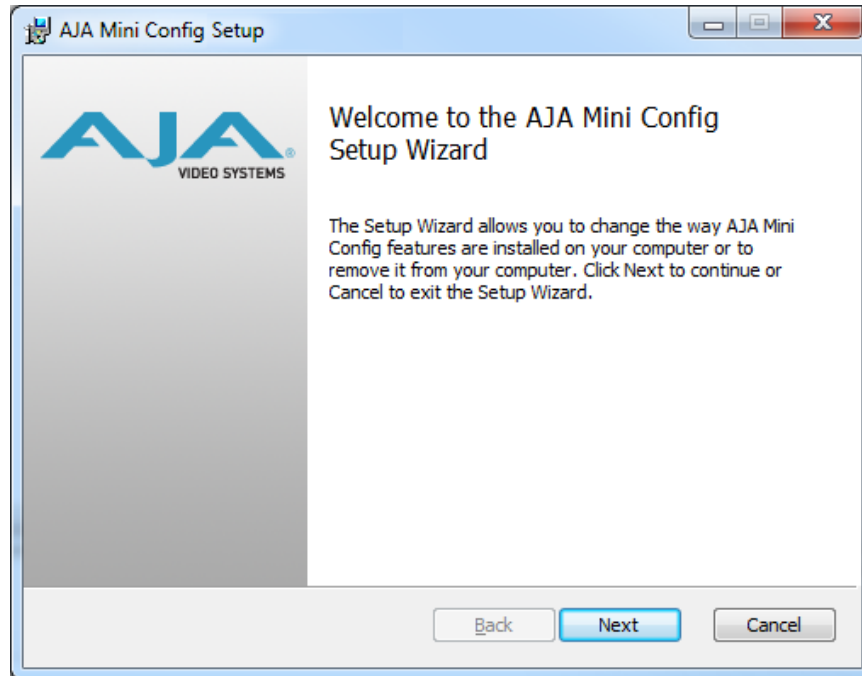 AJA Mini Config Setup
AJA®
VIDEO SYSTEMS
Welcome to the AJA Mini Config
Setup Wizard
The Setup Wizard allows you to change the way AJA Mini
Config features are installed on your computer or to
remove it from your computer. Click Next to continue or
Cancel to exit the Setup Wizard.
Back
Next
Cancel